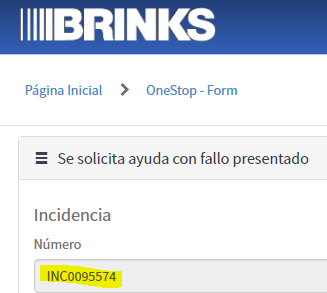 BRINKS
Página Inicial > OneStop - Form
Se solicita ayuda con fallo presentado
Incidencia
Número
INC0095574